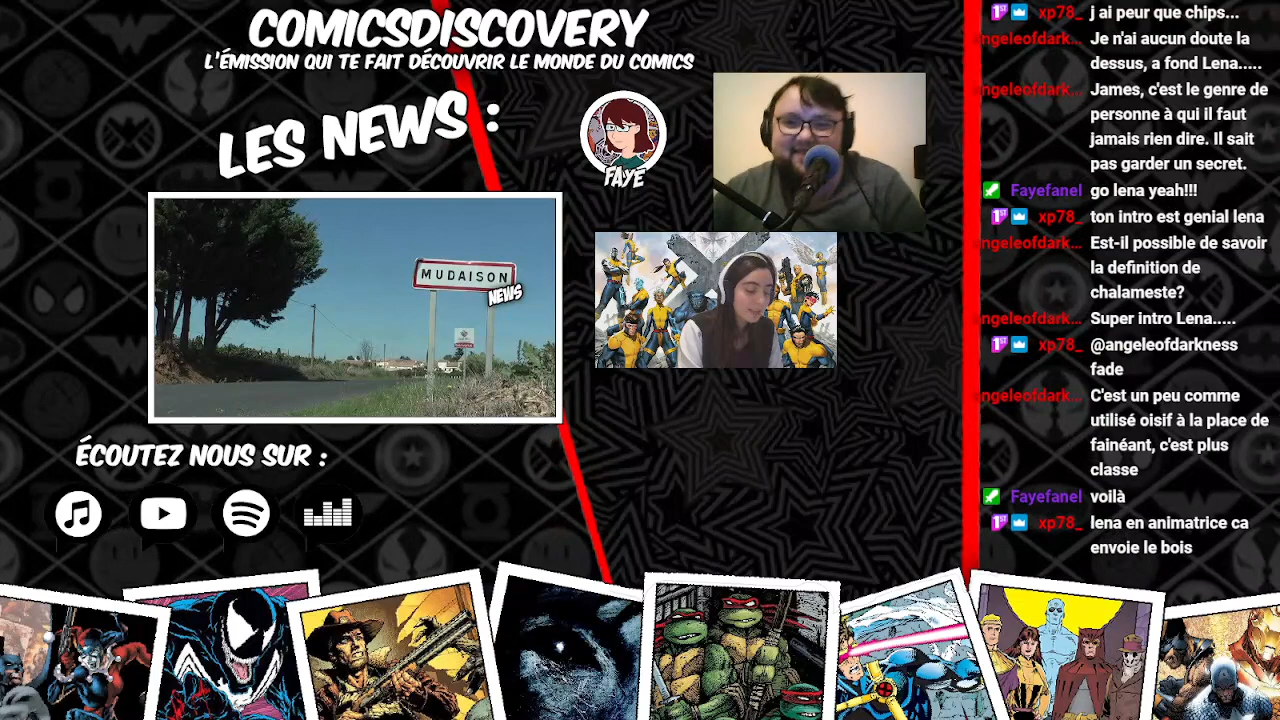 COMICSDISCOVERY
L'ÉMISSION QUI TE FAIT DÉCOUVRIR LE MONDE DU COMICS
LES NEWS :
FAYE
MUDAISON
NEWS
ÉCOUTEZ NOUS SUR :
xp78_ j ai peur que chips...
ngeleofdark... Je n'ai aucun doute la
dessus, a fond Lena.....
ngeleofdark... James, c'est le genre de
personne à qui il faut
jamais rien dire. Il sait
pas garder un secret.
Fayefanel go lena yeah!!!
xp78_ ton intro est genial lena
ngeleofdark... Est-il possible de savoir
la definition de
chalameste?
ngeleofdark... Super intro Lena.....
xp78_ @angeleofdarkness
fade
ngeleofdark... C'est un peu comme
utilisé oisif à la place de
fainéant, c'est plus
classe
Fayefanel voilà
xp78_ lena en animatrice ca
envoie le bois